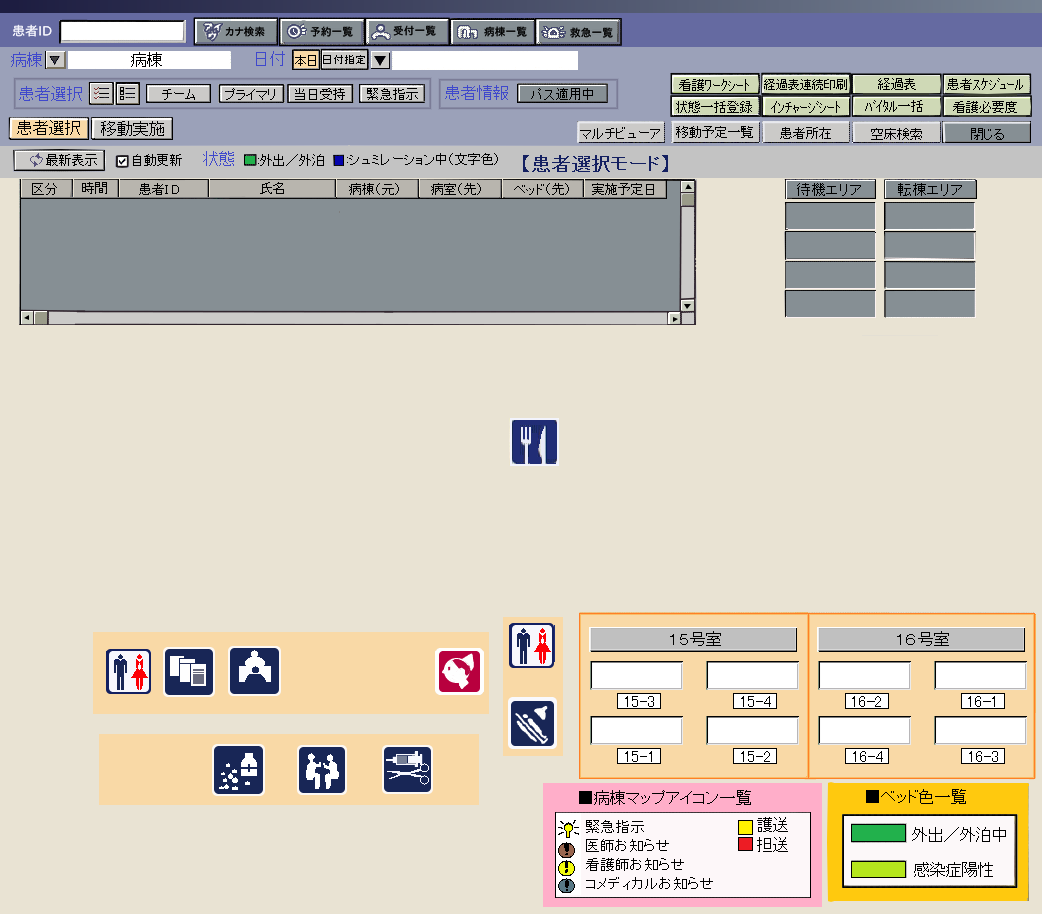 患者ID カナ検索 予約一覧 受付一覧 病棟一覧 救急一覧
病棟 ▼ 病棟 日付 本日 日付指定 ▼
患者選択 チーム プライマリ 当日受持 緊急指示 患者情報 パス適用中
看護ワークシート 経過表連続印刷 経過表 患者スケジュール
状態一括登録 インチャージシート バイタル一括 看護必要度
患者選択 移動実施 マルチビューア 移動予定一覧 患者所在 空床検索 閉じる
最新表示 自動更新 状態 外出／外泊 シュミレーション中(文字色) 【患者選択モード】
区分 時間 患者ID 氏名 病棟(元) 病室(先) ベッド(先) 実施予定日
待機エリア 転棟エリア
15号室 16号室
15-3 15-4 16-2 16-1
15-1 15-2 16-4 16-3
■病棟マップアイコン一覧
緊急指示 護送
医師お知らせ 担送
看護師お知らせ
コメディカルお知らせ
■ベッド色一覧
外出／外泊中
感染症陽性